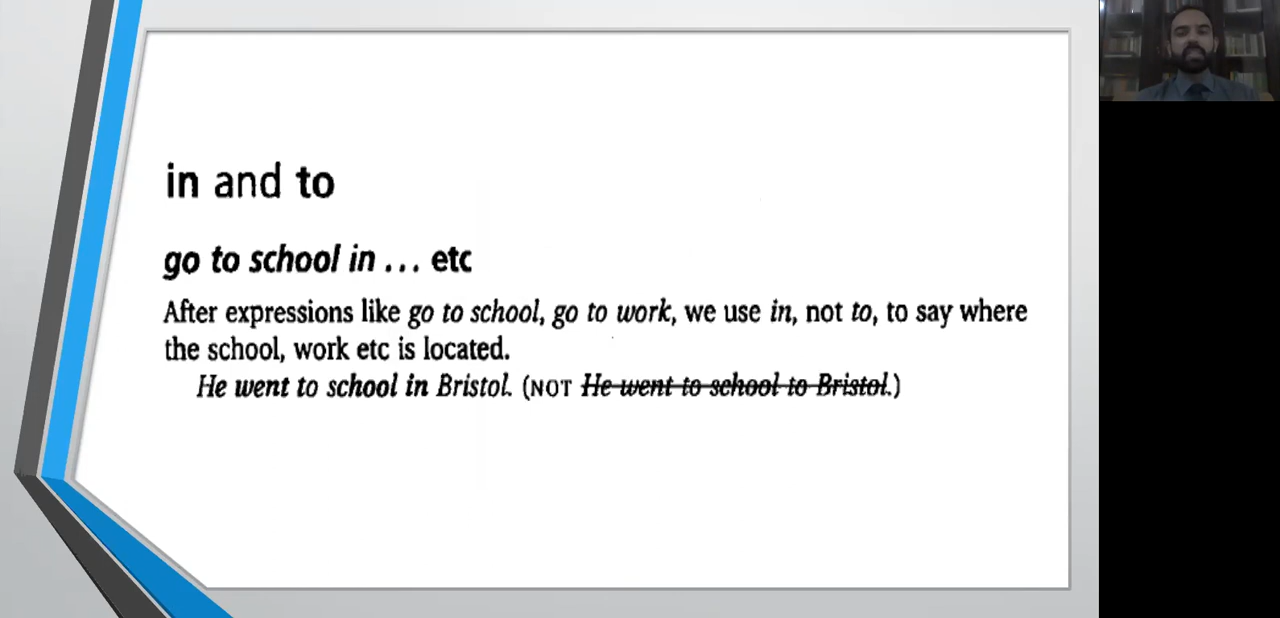 in and to
go to school in ... etc
After expressions like go to school, go to work, we use in, not to, to say where
the school, work etc is located.
He went to school in Bristol. (NOT He went to school to Bristol.)